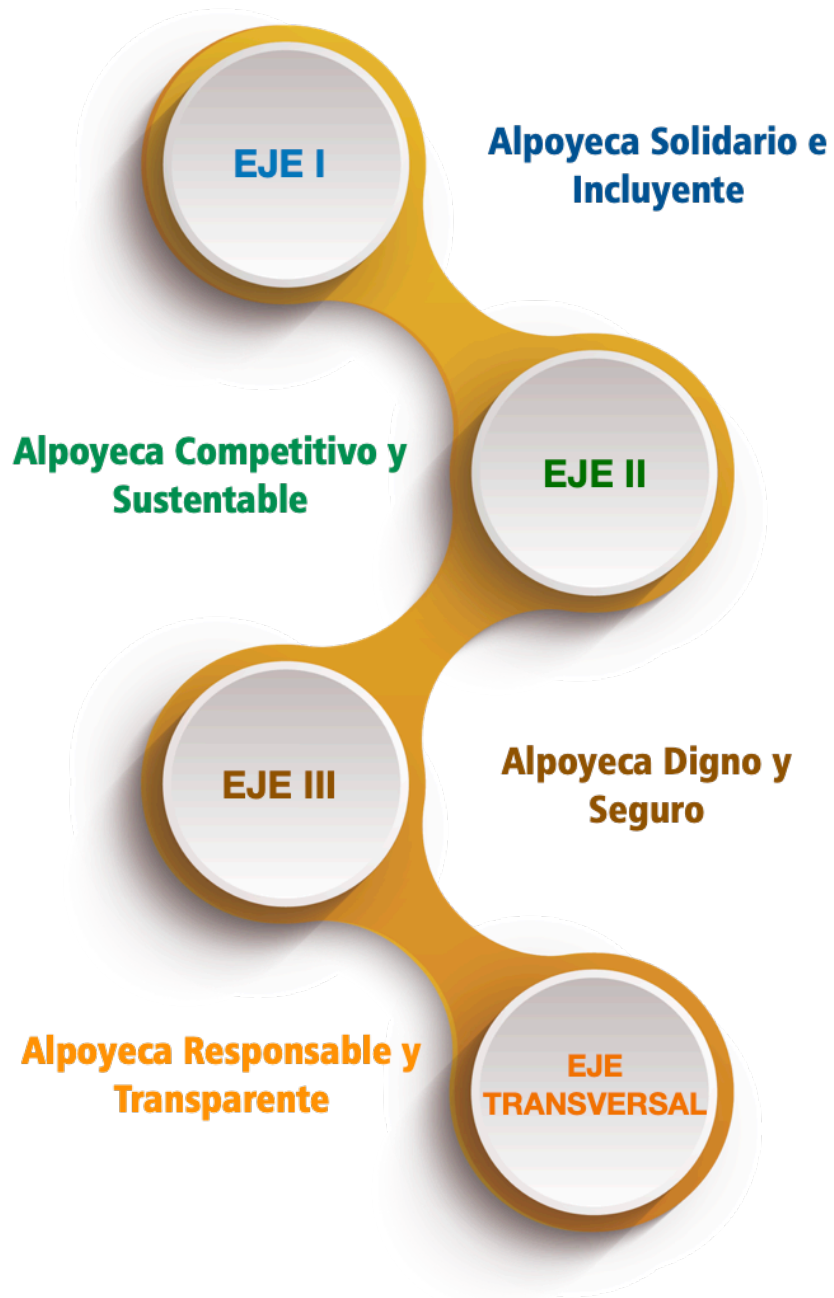 EJE I
Alpoyeca Solidario e
Incluyente
Alpoyeca Competitivo y
Sustentable
EJE II
EJE III
Alpoyeca Digno y
Seguro
Alpoyeca Responsable y
Transparente
EJE
TRANSVERSAL